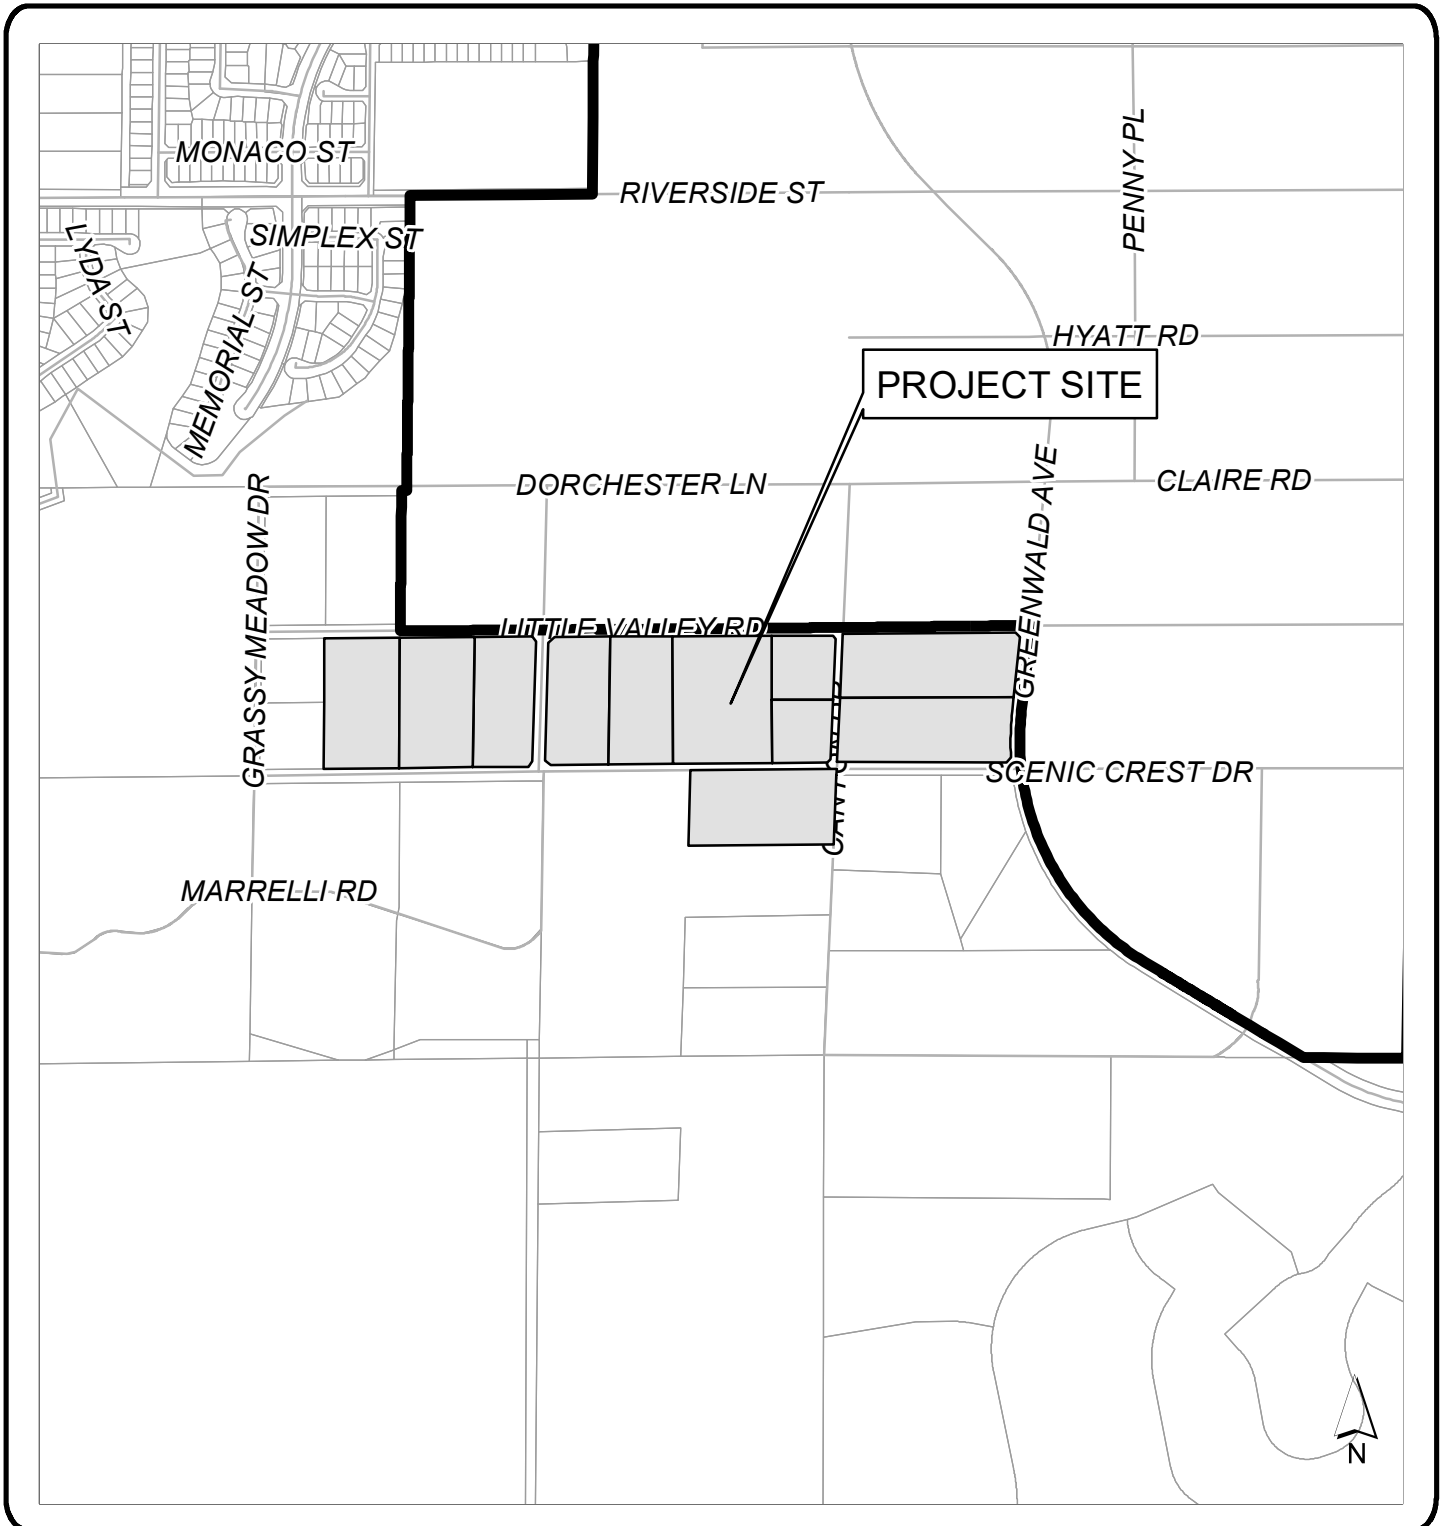 MONACO ST
RIVERSIDE ST
PENNY PL
SIMPLEX ST
LYDA ST
MEMORIAL ST
HYATT RD
PROJECT SITE
DORCHESTER LN
CLAIRE RD
GRASSY MEADOW DR
GREENWALD AVE
LITTLE VALLEY RD
SCENIC CREST DR
MARRELLI RD
N